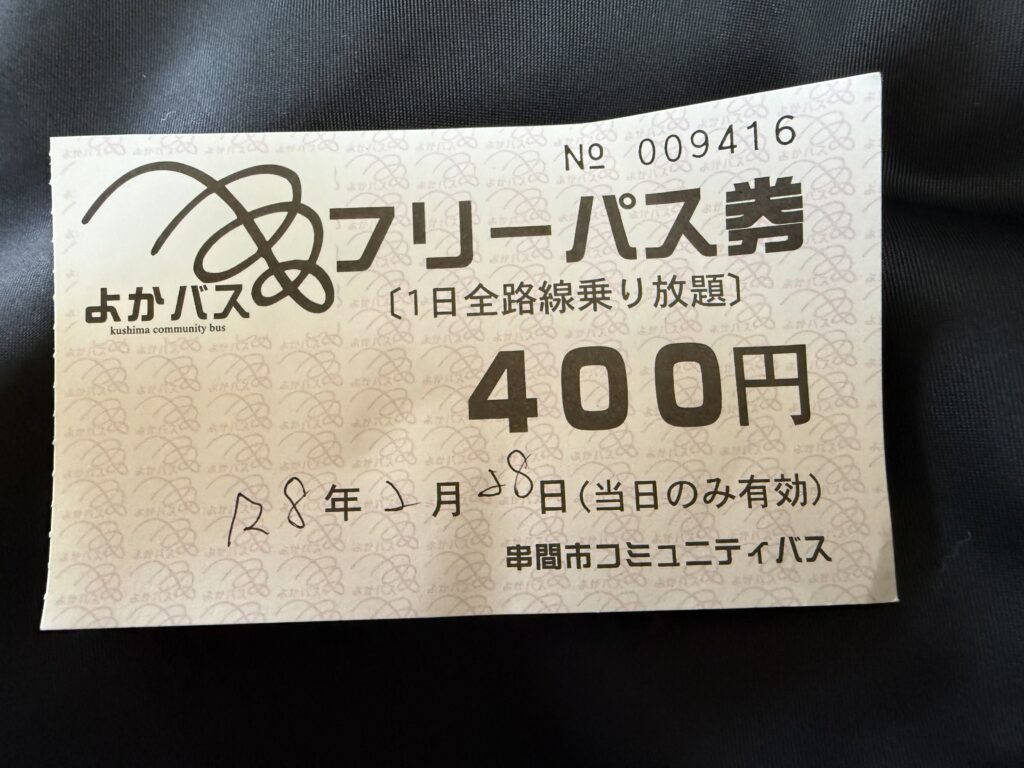 № 009416
フリーパス券
よかバス
kushima community bus
〔1日全路線乗り放題〕
400円
R8年2月28日(当日のみ有効)
串間市コミュニティバス